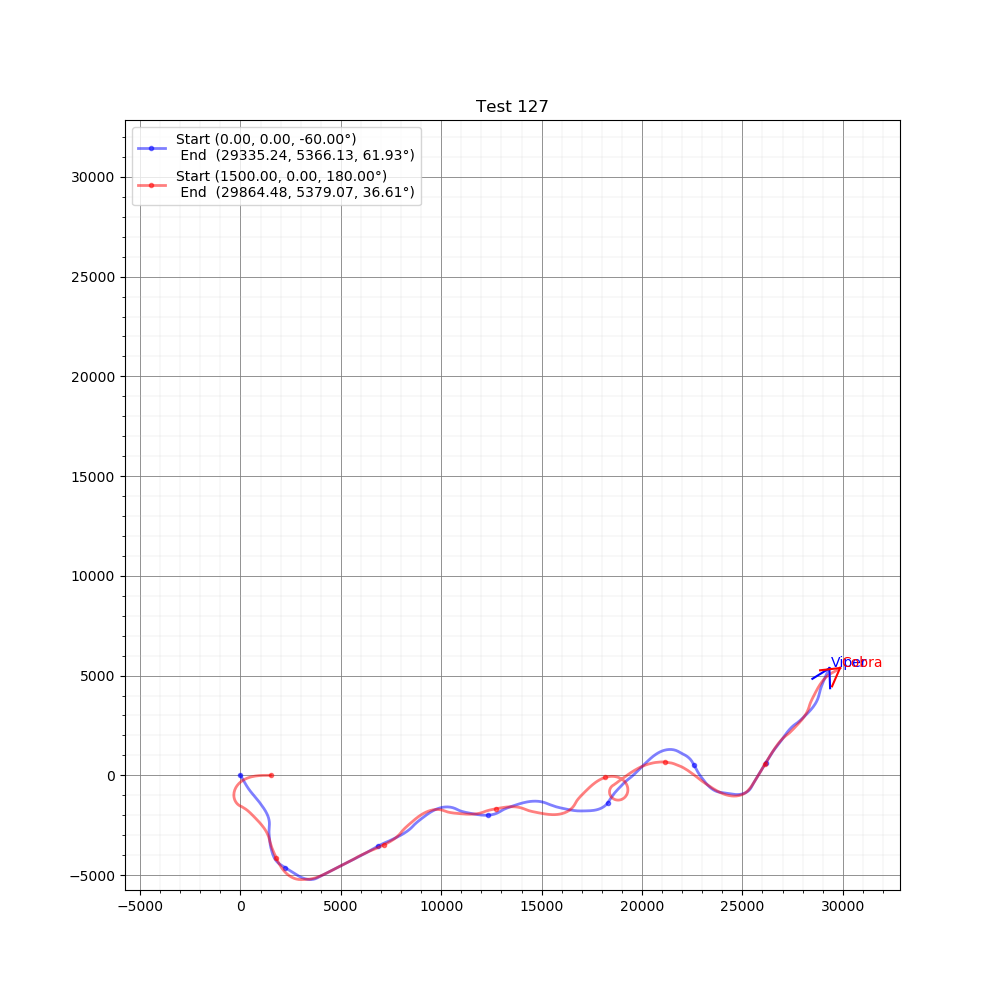 Test 127
Start (0.00, 0.00, -60.00°)
End (29335.24, 5366.13, 61.93°)
Start (1500.00, 0.00, 180.00°)
End (29864.48, 5379.07, 36.61°)
30000
25000
20000
15000
10000
5000
0
−5000
Viper
Cobra
−5000 0 5000 10000 15000 20000 25000 30000